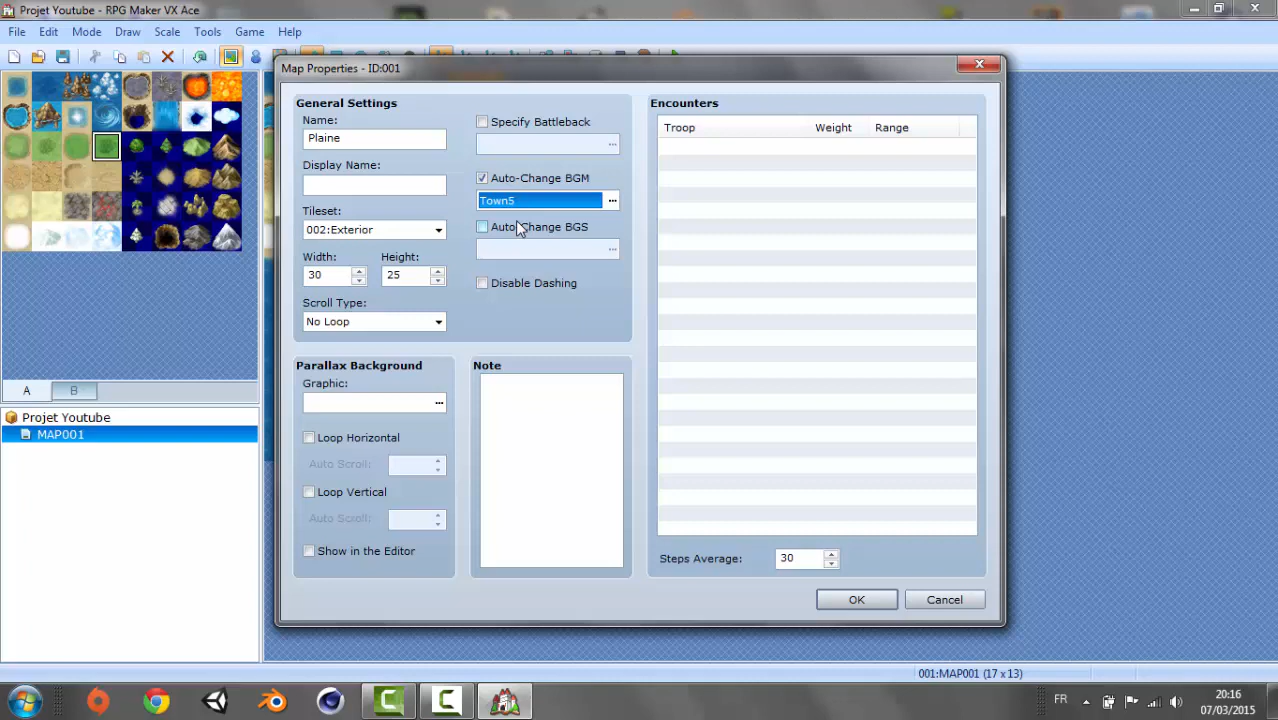 Projet Youtube - RPG Maker VX Ace
File Edit Mode Draw Scale Tools Game Help
Map Properties - ID:001
General Settings
Name:
Plaine
Display Name:
Tileset:
002:Exterior
Width: Height:
30 25
Scroll Type:
No Loop
Specify Battleback
...
Auto-Change BGM
Town5 ...
Auto-Change BGS
...
Disable Dashing
Parallax Background
Graphic:
...
Loop Horizontal
Auto Scroll:
Loop Vertical
Auto Scroll:
Show in the Editor
Note
Encounters
Troop Weight Range
Steps Average: 30
OK Cancel
A B
Projet Youtube
MAP001
001:MAP001 (17 x 13)
FR
20:16
07/03/2015